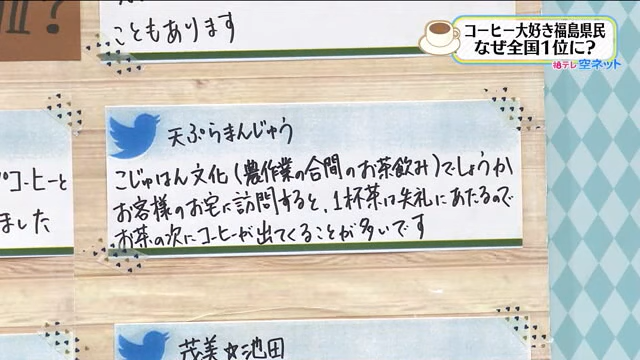 コーヒー大好き福島県民
なぜ全国1位に?
福テレ空ネット
こともあります
天ぷらまんじゅう
こじゅはん文化(農作業の合間のお茶飲み)でしょうか
お客様のお宅に訪問すると、1杯茶は失礼にあたるので
お茶の次にコーヒーが出てくることが多いです
コーヒーと
ました
茂美☆池田